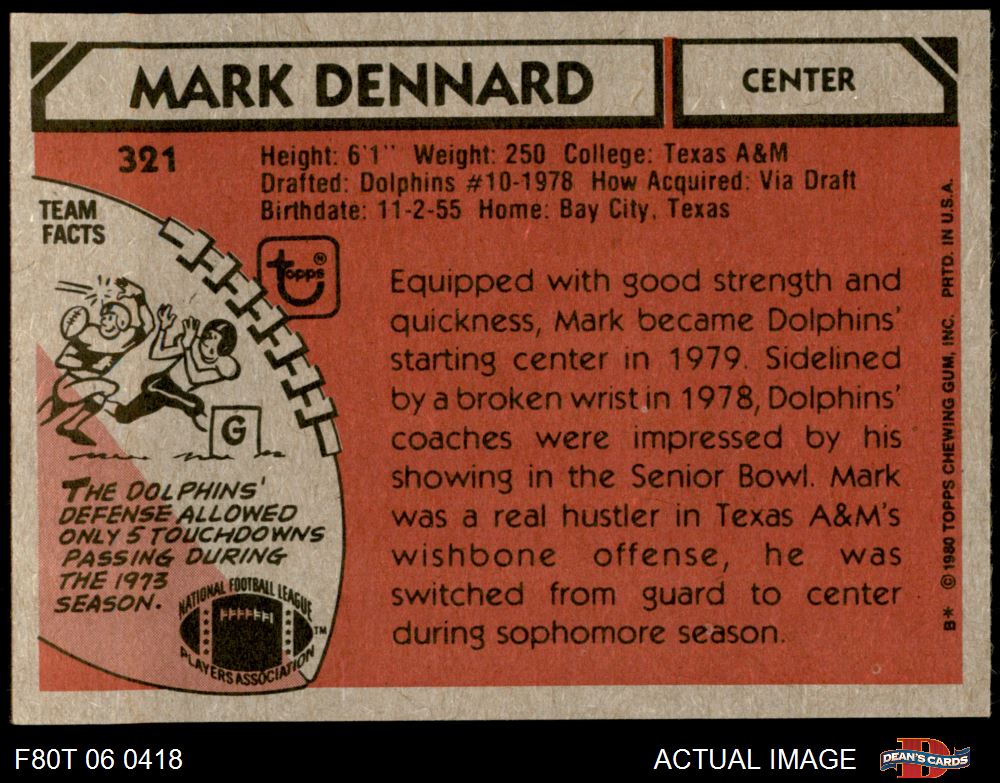 MARK DENNARD
CENTER
321
Height: 6'1" Weight: 250 College: Texas A&M
Drafted: Dolphins #10-1978 How Acquired: Via Draft
Birthdate: 11-2-55 Home: Bay City, Texas
TEAM
FACTS
topps®
G
THE DOLPHINS'
DEFENSE ALLOWED
ONLY 5 TOUCHDOWNS
PASSING DURING
THE 1973
SEASON.
NATIONAL FOOTBALL LEAGUE
PLAYERS ASSOCIATION
TM
Equipped with good strength and
quickness, Mark became Dolphins'
starting center in 1979. Sidelined
by a broken wrist in 1978, Dolphins'
coaches were impressed by his
showing in the Senior Bowl. Mark
was a real hustler in Texas A&M's
wishbone offense, he was
switched from guard to center
during sophomore season.
B* ©1980 TOPPS CHEWING GUM, INC. PRTD. IN U.S.A.
F80T 06 0418
ACTUAL IMAGE
D
DEAN'S CARDS